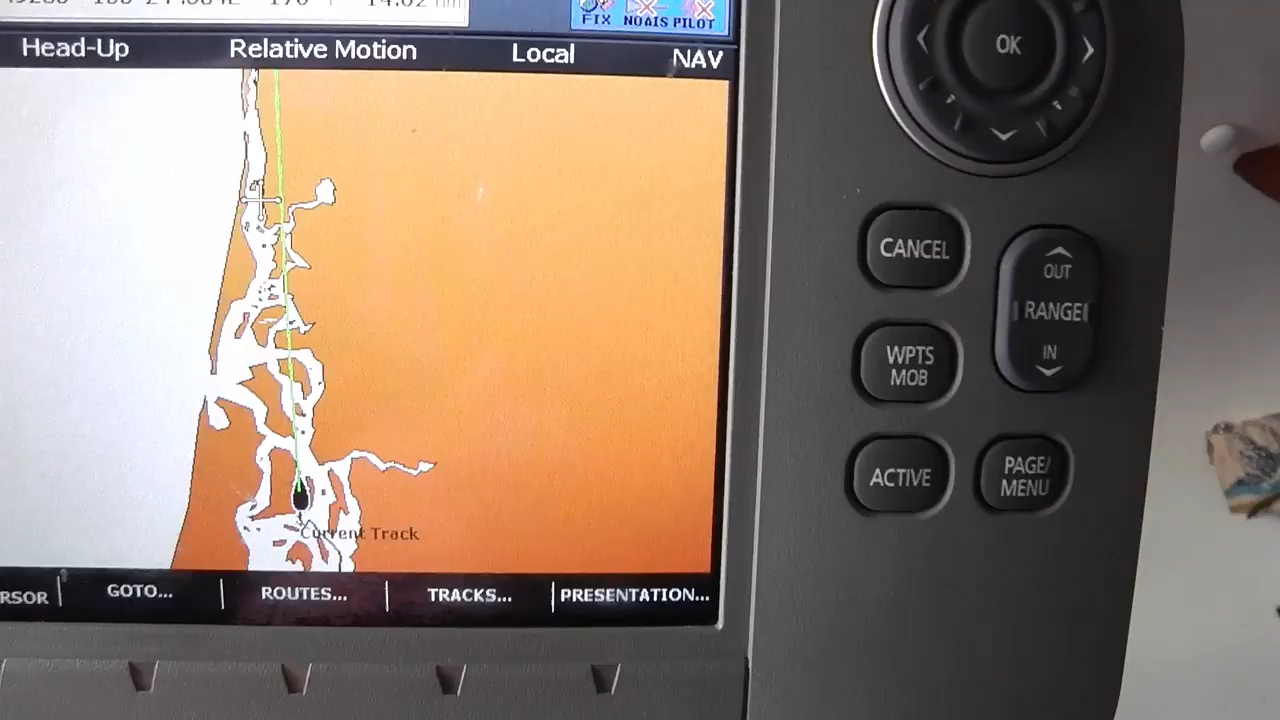 FIX NOAIS PILOT
Head-Up Relative Motion Local NAV
OK
CANCEL
OUT
RANGE
IN
WPTS
MOB
ACTIVE
PAGE/
MENU
Current Track
RSOR GOTO... ROUTES... TRACKS... PRESENTATION...